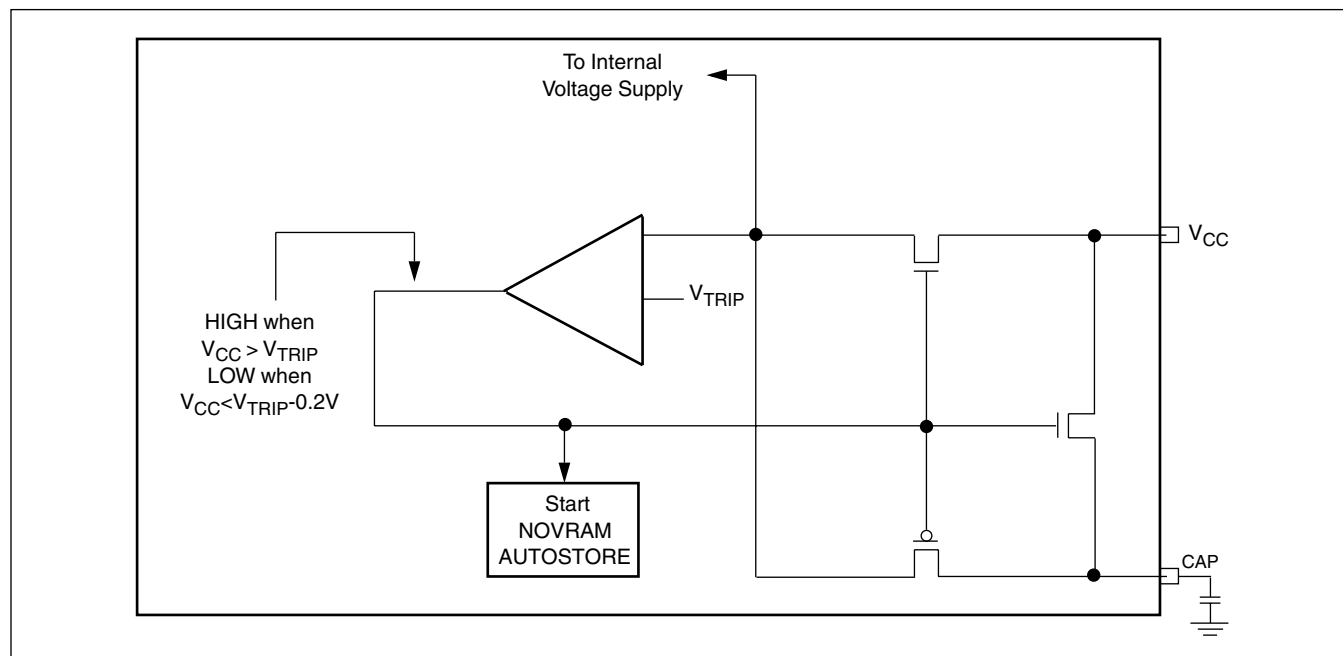 To Internal
Voltage Supply
VCC
VTRIP
HIGH when
VCC > VTRIP
LOW when
VCC<VTRIP-0.2V
Start
NOVRAM
AUTOSTORE
CAP